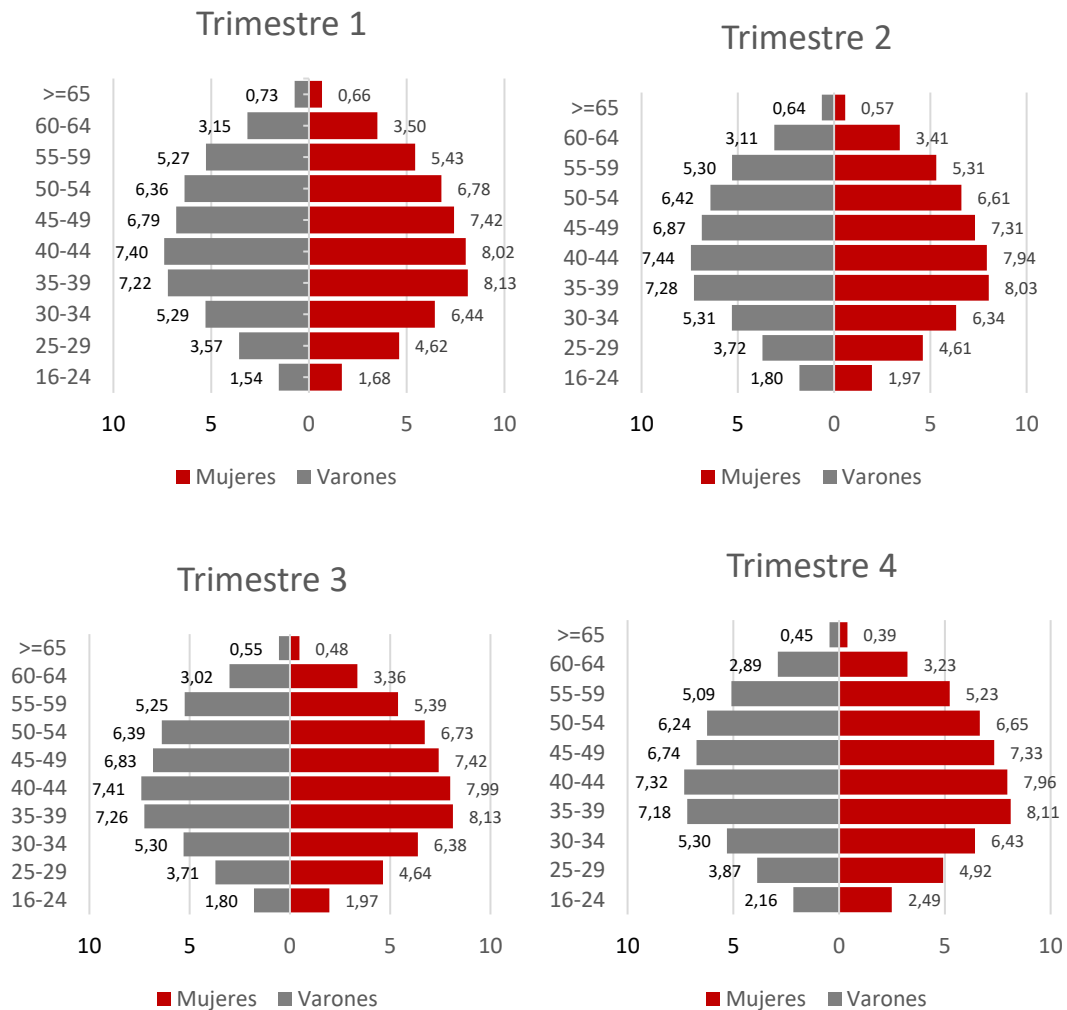 Trimestre 1
>=65 0,73 0,66
60-64 3,15 3,50
55-59 5,27 5,43
50-54 6,36 6,78
45-49 6,79 7,42
40-44 7,40 8,02
35-39 7,22 8,13
30-34 5,29 6,44
25-29 3,57 4,62
16-24 1,54 1,68
10 5 0 5 10
Mujeres Varones
Trimestre 2
>=65 0,64 0,57
60-64 3,11 3,41
55-59 5,30 5,31
50-54 6,42 6,61
45-49 6,87 7,31
40-44 7,44 7,94
35-39 7,28 8,03
30-34 5,31 6,34
25-29 3,72 4,61
16-24 1,80 1,97
10 5 0 5 10
Mujeres Varones
Trimestre 3
>=65 0,55 0,48
60-64 3,02 3,36
55-59 5,25 5,39
50-54 6,39 6,73
45-49 6,83 7,42
40-44 7,41 7,99
35-39 7,26 8,13
30-34 5,30 6,38
25-29 3,71 4,64
16-24 1,80 1,97
10 5 0 5 10
Mujeres Varones
Trimestre 4
>=65 0,45 0,39
60-64 2,89 3,23
55-59 5,09 5,23
50-54 6,24 6,65
45-49 6,74 7,33
40-44 7,32 7,96
35-39 7,18 8,11
30-34 5,30 6,43
25-29 3,87 4,92
16-24 2,16 2,49
10 5 0 5 10
Mujeres Varones